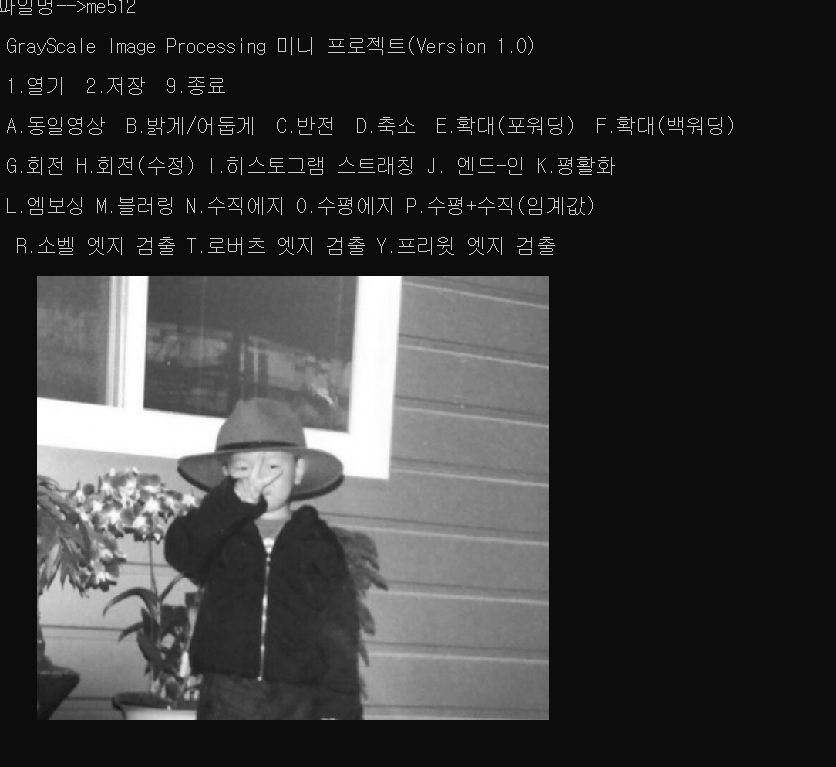 파일명-->me512
GrayScale Image Processing 미니 프로젝트(Version 1.0)
1.열기 2.저장 9.종료
A.동일영상 B.밝게/어둡게 C.반전 D.축소 E.확대(포워딩) F.확대(백워딩)
G.회전 H.회전(수정) I.히스토그램 스트래칭 J. 엔드-인 K.평활화
L.엠보싱 M.블러링 N.수직에지 O.수평에지 P.수평+수직(임계값)
R.소벨 엣지 검출 T.로버츠 엣지 검출 Y.프리윗 엣지 검출